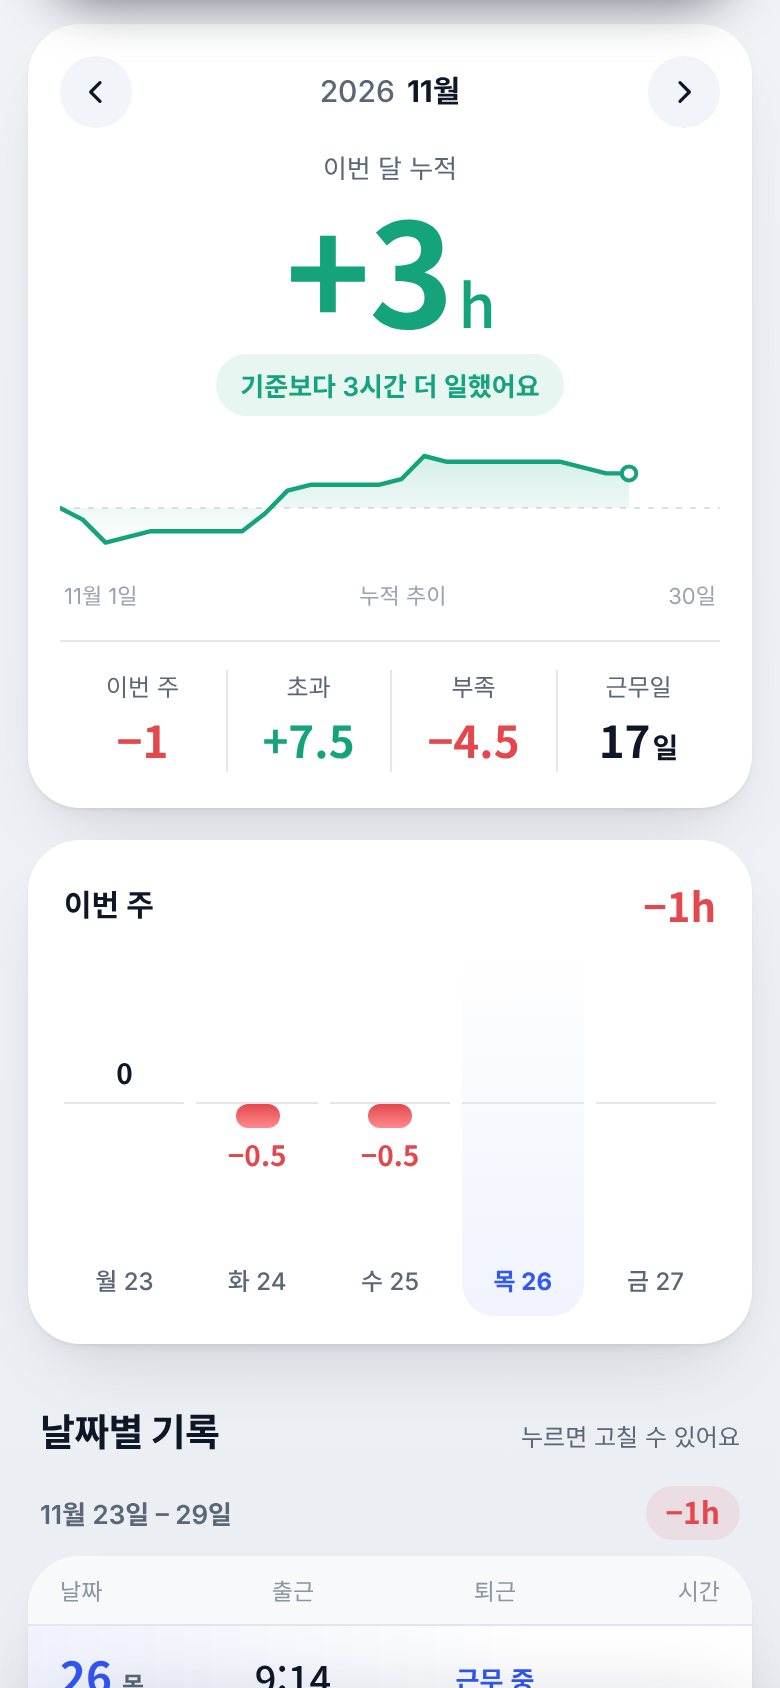 2026 11월
이번 달 누적
+3h
기준보다 3시간 더 일했어요
11월 1일 누적 추이 30일
이번 주 초과 부족 근무일
−1 +7.5 −4.5 17일
이번 주 −1h
0
−0.5 −0.5
월 23 화 24 수 25 목 26 금 27
날짜별 기록 누르면 고칠 수 있어요
11월 23일 – 29일 −1h
날짜 출근 퇴근 시간
26 목 9:14 근무 중